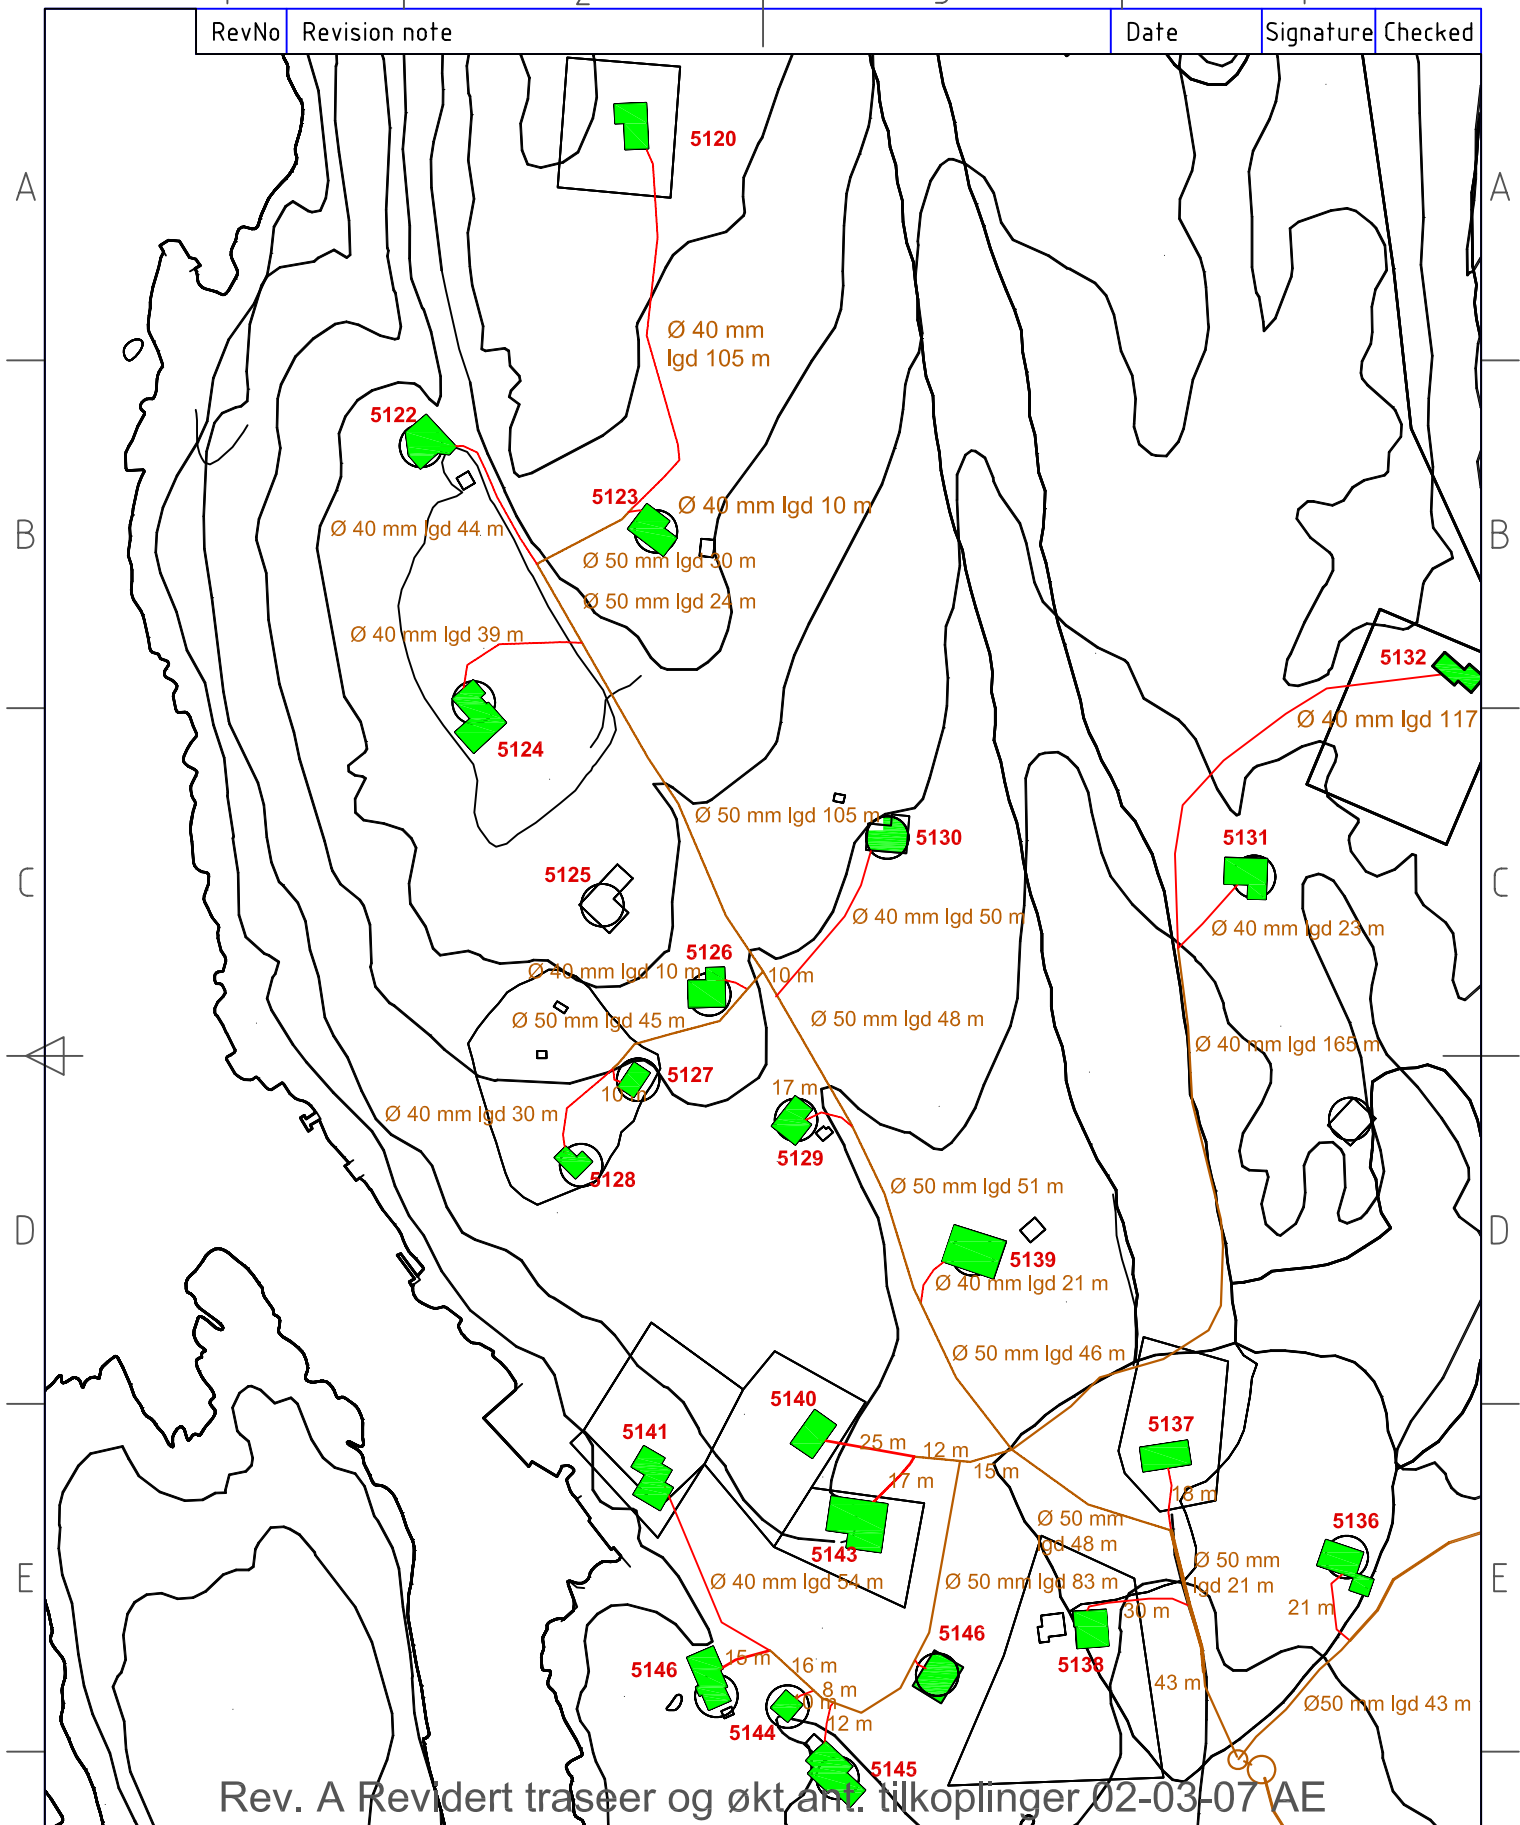 RevNo Revision note Date Signature Checked
A
A
5120
Ø 40 mm
lgd 105 m
5122
5123
Ø 40 mm lgd 10 m
Ø 40 mm lgd 44 m
B
B
Ø 50 mm lgd 30 m
Ø 50 mm lgd 24 m
Ø 40 mm lgd 39 m
5132
Ø 40 mm lgd 117
5124
Ø 50 mm lgd 105 m
5130
5131
5125
C
C
Ø 40 mm lgd 50 m
Ø 40 mm lgd 23 m
5126
Ø 40 mm lgd 10 m
10 m
Ø 50 mm lgd 45 m
Ø 50 mm lgd 48 m
Ø 40 mm lgd 165 m
5127
10 m
17 m
Ø 40 mm lgd 30 m
5129
5128
Ø 50 mm lgd 51 m
D
D
5139
Ø 40 mm lgd 21 m
Ø 50 mm lgd 46 m
5140
5141
5137
25 m
12 m
15 m
17 m
18 m
Ø 50 mm
lgd 48 m
5136
5143
Ø 50 mm
lgd 21 m
E
E
Ø 40 mm lgd 54 m
Ø 50 mm lgd 83 m
30 m
21 m
5146
5138
15 m
16 m
5146
43 m
8 m
Ø50 mm lgd 43 m
12 m
5144
5145
Rev. A Revidert traseer og økt ant. tilkoplinger 02-03-07 AE